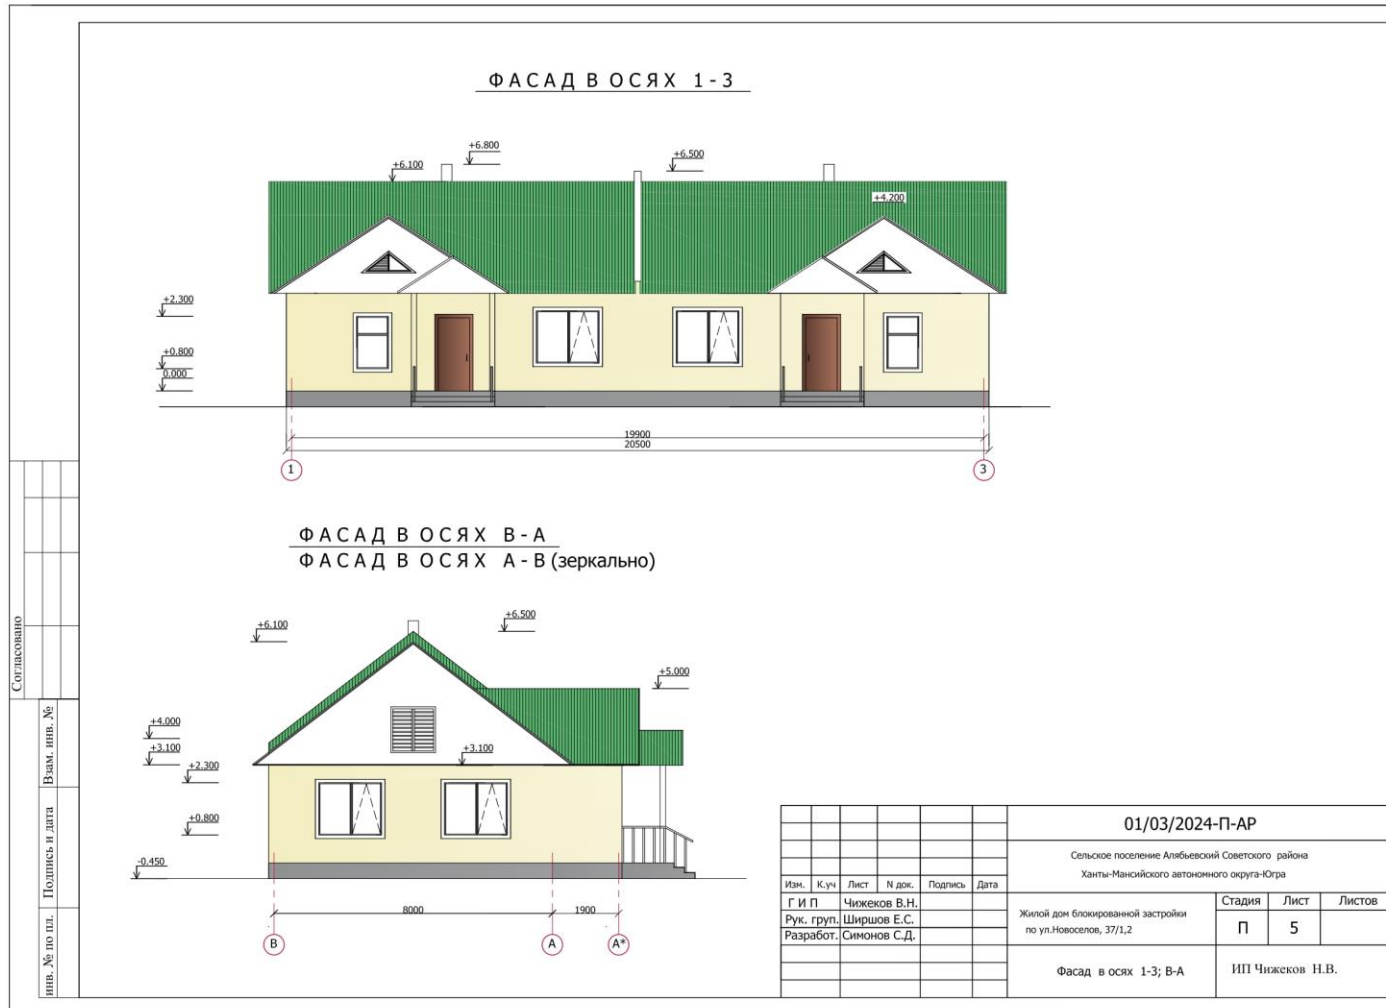 ФАСАД В ОСЯХ 1-3
+6.800
+6.100
+6.500
+4.200
+2.300
+0.800
0.000
19900
20500
1
3
ФАСАД В ОСЯХ В-А
ФАСАД В ОСЯХ А-В (зеркально)
+6.100
+6.500
+5.000
+4.000
+3.100
+3.100
+2.300
+0.800
-0.450
8000
1900
В
А
А*
Согласовано
Взам. инв. №
Подпись и дата
инв. № по пл.
01/03/2024-П-АР
Сельское поселение Алябьевский Советского района
Ханты-Мансийского автономного округа-Югра
Изм. К.уч Лист N док. Подпись Дата
Г И П Чижеков В.Н.
Рук. груп. Ширшов Е.С.
Разработ. Симонов С.Д.
Жилой дом блокированной застройки
по ул.Новоселов, 37/1,2
Стадия Лист Листов
П 5
Фасад в осях 1-3; В-А
ИП Чижеков Н.В.